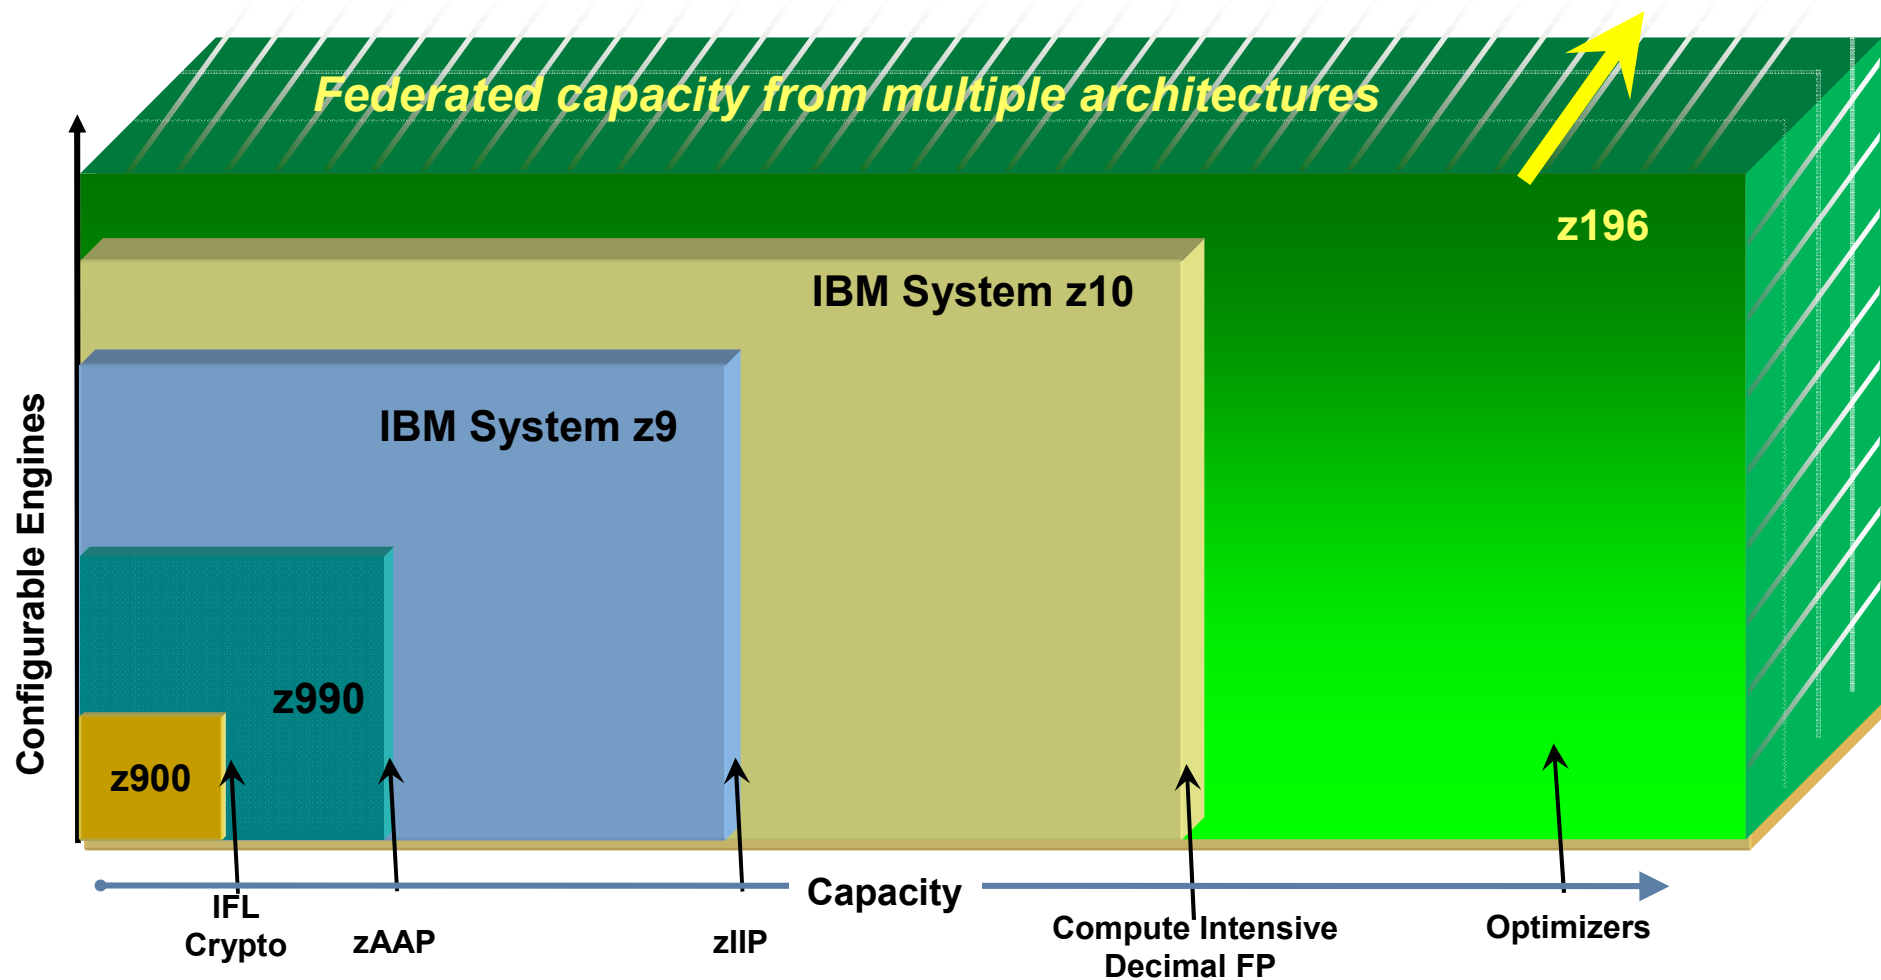 Federated capacity from multiple architectures
z196
IBM System z10
IBM System z9
z990
z900
Configurable Engines
Capacity
IFL
Crypto
zAAP
zIIP
Compute Intensive
Decimal FP
Optimizers